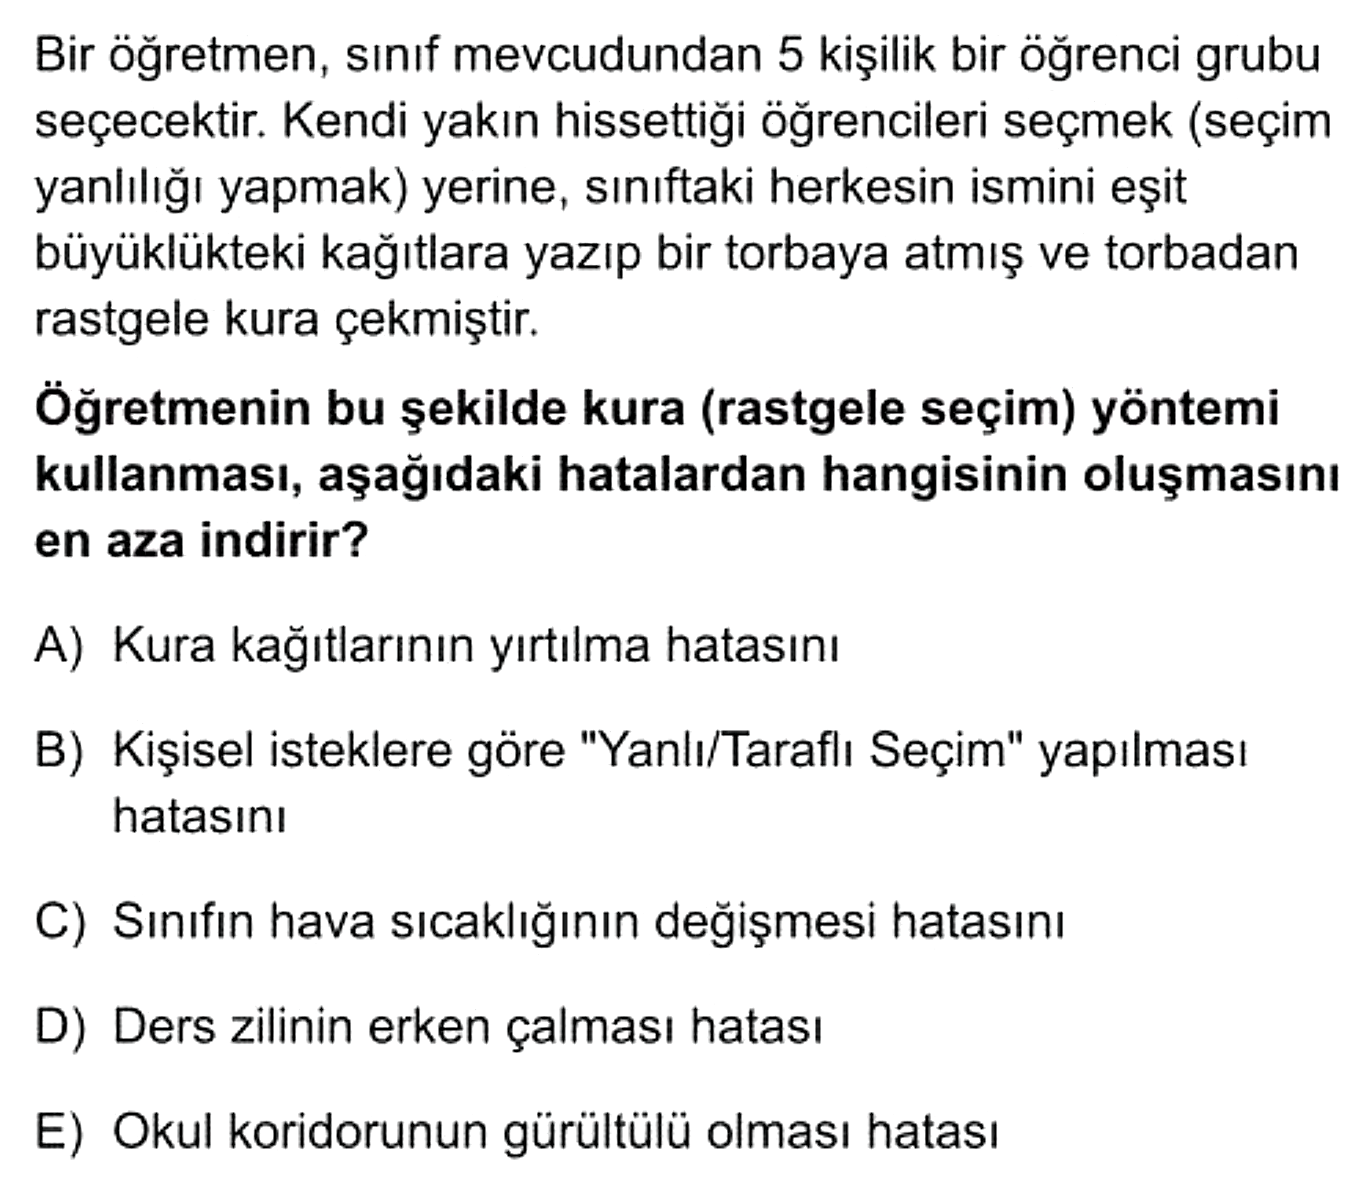 Bir öğretmen, sınıf mevcudundan 5 kişilik bir öğrenci grubu
seçecektir. Kendi yakın hissettiği öğrencileri seçmek (seçim
yanlılığı yapmak) yerine, sınıftaki herkesin ismini eşit
büyüklükteki kağıtlara yazıp bir torbaya atmış ve torbadan
rastgele kura çekmiştir.
Öğretmenin bu şekilde kura (rastgele seçim) yöntemi
kullanması, aşağıdaki hatalardan hangisinin oluşmasını
en aza indirir?
A) Kura kağıtlarının yırtılma hatasını
B) Kişisel isteklere göre "Yanlı/Taraflı Seçim" yapılması
hatasını
C) Sınıfın hava sıcaklığının değişmesi hatasını
D) Ders zilinin erken çalması hatası
E) Okul koridorunun gürültülü olması hatası